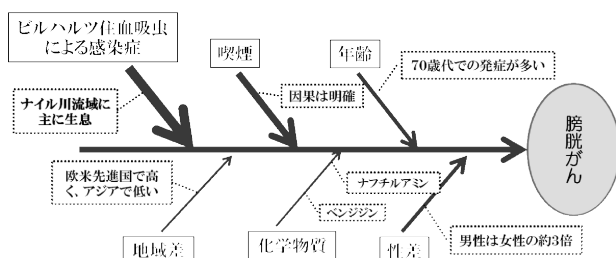 ビルハルツ住血吸虫
による感染症
喫煙
年齢
70歳代での発症が多い
ナイル川流域に
主に生息
因果は明確
膀胱がん
欧米先進国で高
く、アジアで低い
ナフチルアミン
ベンジジン
地域差
化学物質
性差
男性は女性の約3倍